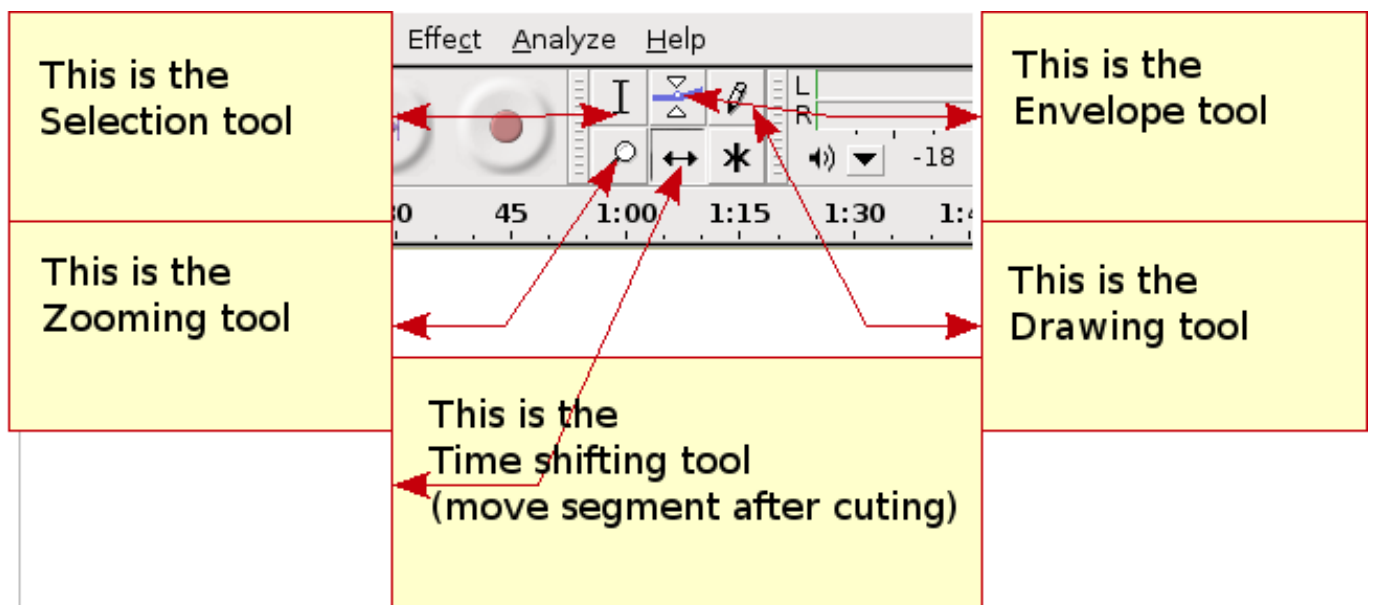 Effect Analyze Help
This is the
Selection tool
This is the
Envelope tool
L
R
-18
45 1:00 1:15 1:30
This is the
Zooming tool
This is the
Drawing tool
This is the
Time shifting tool
(move segment after cuting)